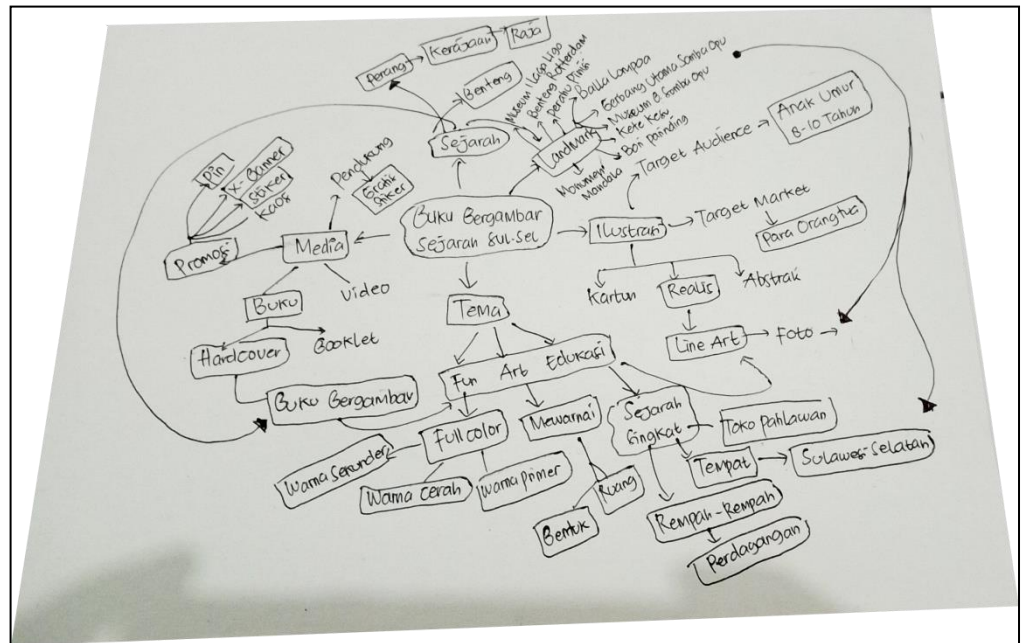 Perang
Kerajaan
Raja
Benteng
Sejarah
Museum I Laga Ligo
Benteng Rotterdam
Perahu Pinisi
Balla Lompoa
Gerbang Utama Somba Opu
Museum B. Somba Opu
Kete Kesu
Bori Parinding
Landmark
Monumen
Mandala
Target Audience
Anak Umur
8-10 Tahun
Pin
X-Banner
Stiker
Kaos
Promosi
Pendukung
Grafik
Stiker
Media
Buku Bergambar
Sejarah Sul-Sel
Ilustrasi
Target Market
Para Orangtua
Buku
Video
Hardcover
Booklet
Buku Bergambar
Tema
Kartun
Realis
Abstrak
Line Art
Foto
Fun Art Edukasi
Full color
Warna Sekunder
Warna Cerah
Warna Primer
Mewarnai
Ruang
Bentuk
Sejarah
Singkat
Toko Pahlawan
Tempat
Sulawesi-Selatan
Rempah-Rempah
Perdagangan